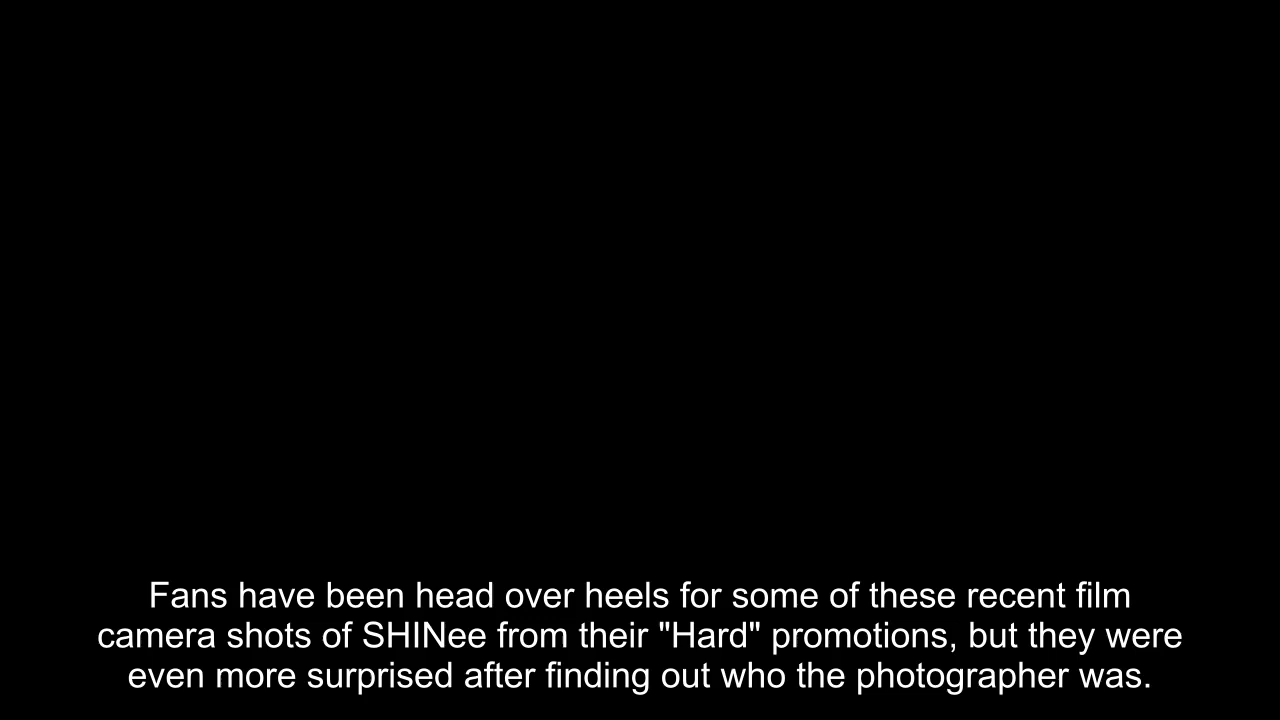 Fans have been head over heels for some of these recent film
camera shots of SHINee from their "Hard" promotions, but they were
even more surprised after finding out who the photographer was.